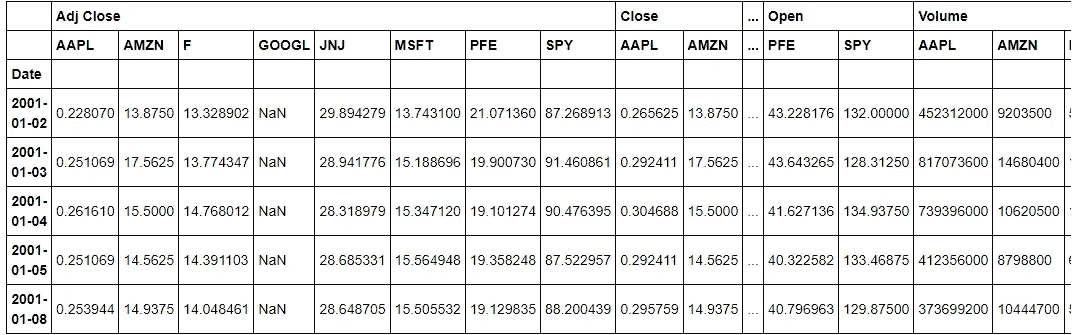 Adj Close Close ... Open Volume
AAPL AMZN F GOOGL JNJ MSFT PFE SPY AAPL AMZN ... PFE SPY AAPL AMZN
Date
2001-01-02 0.228070 13.8750 13.328902 NaN 29.894279 13.743100 21.071360 87.268913 0.265625 13.8750 ... 43.228176 132.00000 452312000 9203500
2001-01-03 0.251069 17.5625 13.774347 NaN 28.941776 15.188696 19.900730 91.460861 0.292411 17.5625 ... 43.643265 128.31250 817073600 14680400
2001-01-04 0.261610 15.5000 14.768012 NaN 28.318979 15.347120 19.101274 90.476395 0.304688 15.5000 ... 41.627136 134.93750 739396000 10620500
2001-01-05 0.251069 14.5625 14.391103 NaN 28.685331 15.564948 19.358248 87.522957 0.292411 14.5625 ... 40.322582 133.46875 412356000 8798800
2001-01-08 0.253944 14.9375 14.048461 NaN 28.648705 15.505532 19.129835 88.200439 0.295759 14.9375 ... 40.796963 129.87500 373699200 10444700